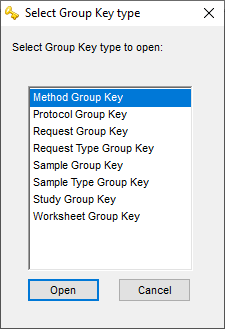 Select Group Key type
Select Group Key type to open:
Method Group Key
Protocol Group Key
Request Group Key
Request Type Group Key
Sample Group Key
Sample Type Group Key
Study Group Key
Worksheet Group Key
Open Cancel